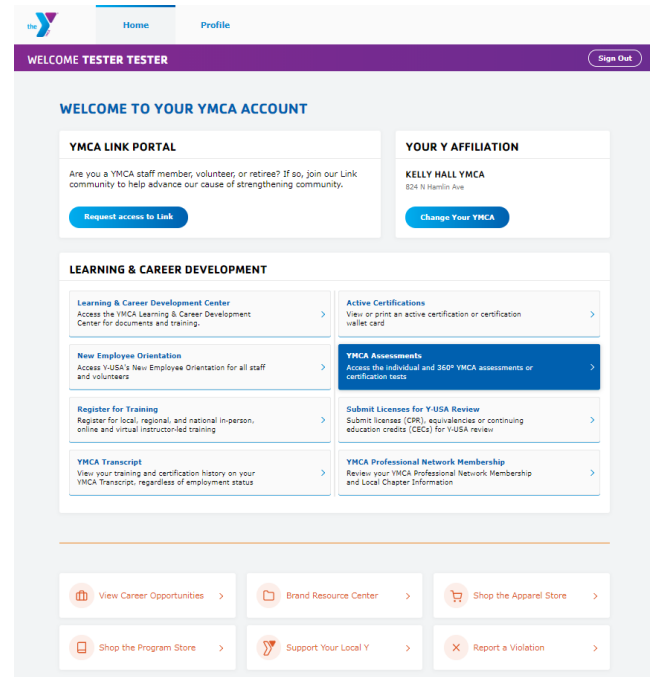 the Y
Home
Profile
WELCOME TESTER TESTER
Sign Out
WELCOME TO YOUR YMCA ACCOUNT
YMCA LINK PORTAL
Are you a YMCA staff member, volunteer, or retiree? If so, join our Link
community to help advance our cause of strengthening community.
Request access to Link
YOUR Y AFFILIATION
KELLY HALL YMCA
824 N Hamlin Ave
Change Your YMCA
LEARNING & CAREER DEVELOPMENT
Learning & Career Development Center
Access the YMCA Learning & Career Development
Center for documents and training.
Active Certifications
View or print an active certification or certification
wallet card
New Employee Orientation
Access Y-USA's New Employee Orientation for all staff
and volunteers
YMCA Assessments
Access the individual and 360º YMCA assessments or
certification tests
Register for Training
Register for local, regional, and national in-person,
online and virtual instructor-led training
Submit Licenses for Y-USA Review
Submit licenses (CPR), equivalencies or continuing
education credits (CECs) for Y-USA review
YMCA Transcript
View your training and certification history on your
YMCA Transcript, regardless of employment status
YMCA Professional Network Membership
Review your YMCA Professional Network Membership
and Local Chapter Information
View Career Opportunities
Brand Resource Center
Shop the Apparel Store
Shop the Program Store
Support Your Local Y
Report a Violation